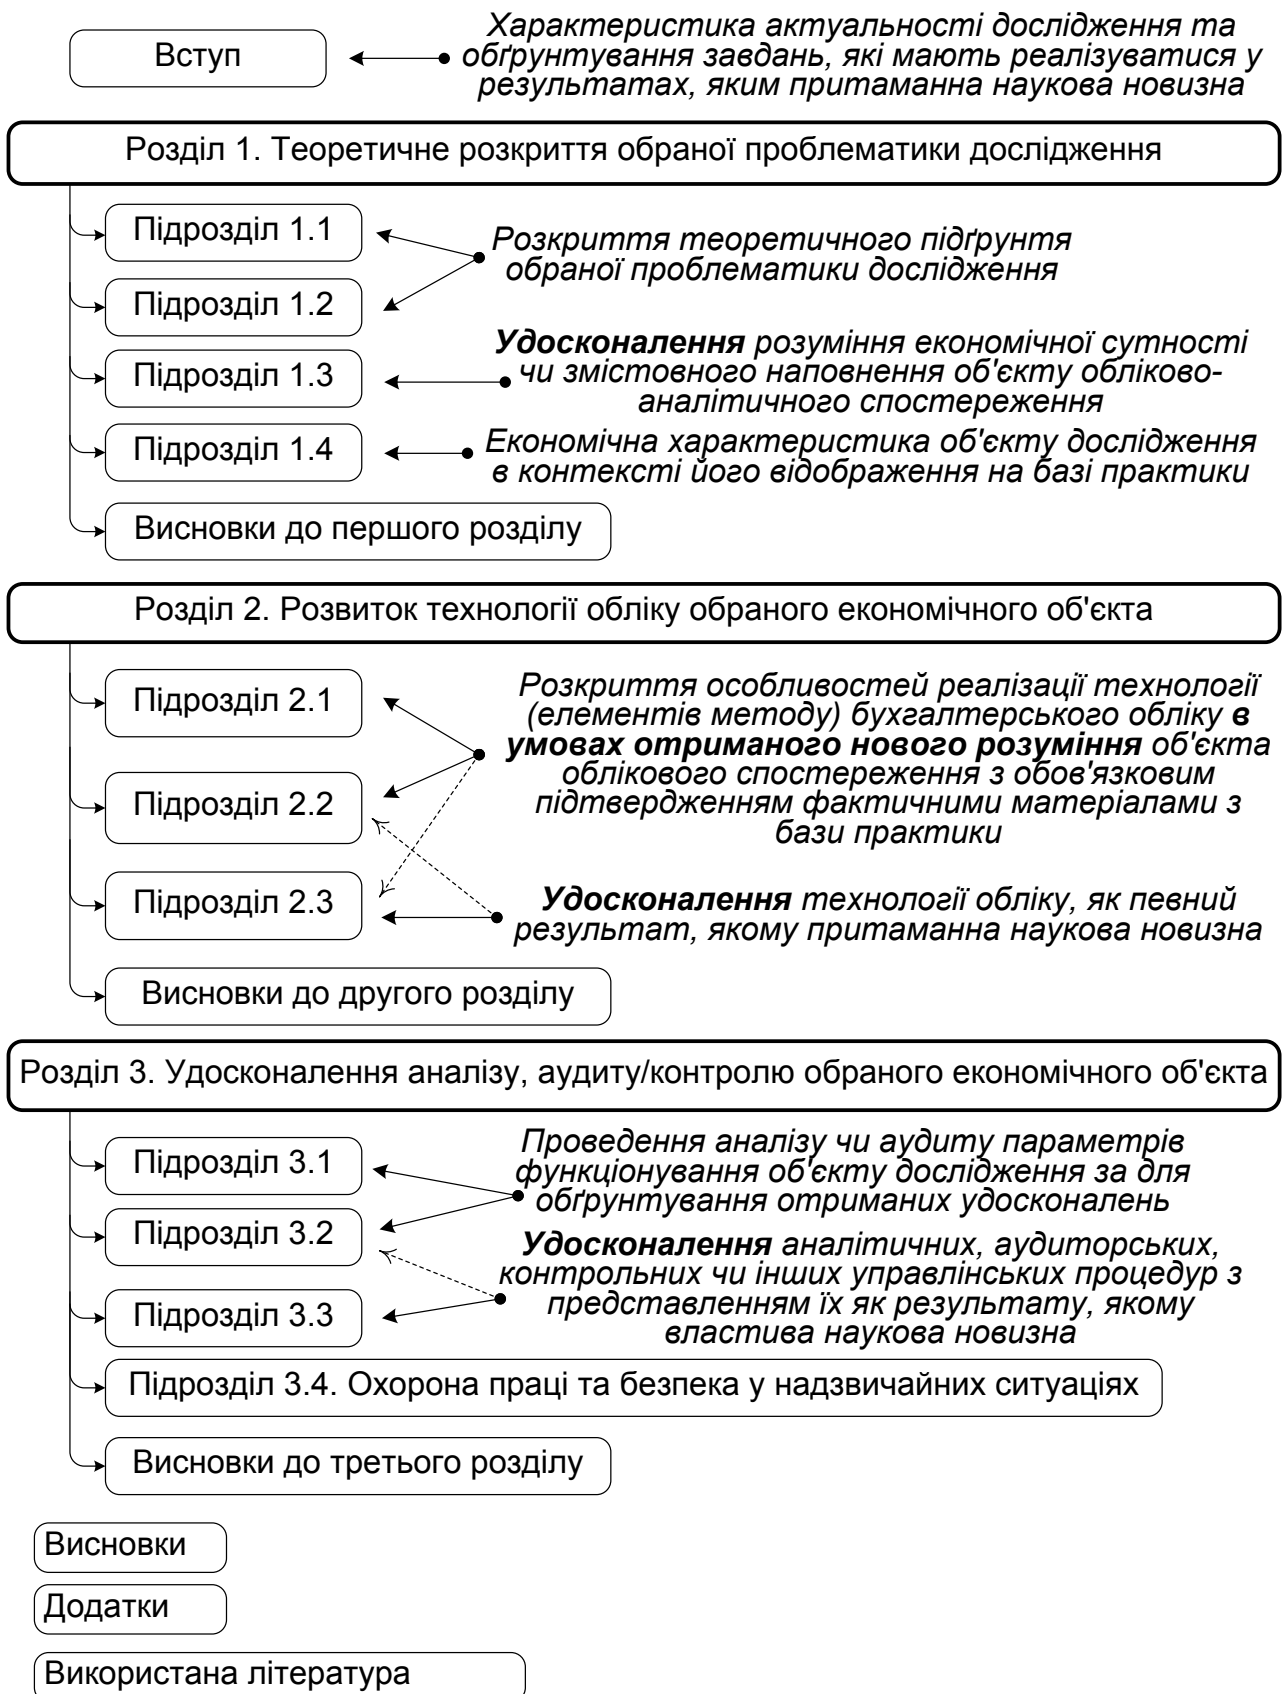 Вступ
Характеристика актуальності дослідження та
обґрунтування завдань, які мають реалізуватися у
результатах, яким притаманна наукова новизна
Розділ 1. Теоретичне розкриття обраної проблематики дослідження
Підрозділ 1.1
Розкриття теоретичного підґрунтя
обраної проблематики дослідження
Підрозділ 1.2
Удосконалення розуміння економічної сутності
чи змістовного наповнення об'єкту обліково-
аналітичного спостереження
Підрозділ 1.3
Підрозділ 1.4
Економічна характеристика об'єкту дослідження
в контексті його відображення на базі практики
Висновки до першого розділу
Розділ 2. Розвиток технології обліку обраного економічного об'єкта
Підрозділ 2.1
Розкриття особливостей реалізації технології
(елементів методу) бухгалтерського обліку в
умовах отриманого нового розуміння об'єкта
облікового спостереження з обов'язковим
підтвердженням фактичними матеріалами з
бази практики
Підрозділ 2.2
Підрозділ 2.3
Удосконалення технології обліку, як певний
результат, якому притаманна наукова новизна
Висновки до другого розділу
Розділ 3. Удосконалення аналізу, аудиту/контролю обраного економічного об'єкта
Підрозділ 3.1
Проведення аналізу чи аудиту параметрів
функціонування об'єкту дослідження за для
обґрунтування отриманих удосконалень
Підрозділ 3.2
Удосконалення аналітичних, аудиторських,
контрольних чи інших управлінських процедур з
представленням їх як результату, якому
властива наукова новизна
Підрозділ 3.3
Підрозділ 3.4. Охорона праці та безпека у надзвичайних ситуаціях
Висновки до третього розділу
Висновки
Додатки
Використана література